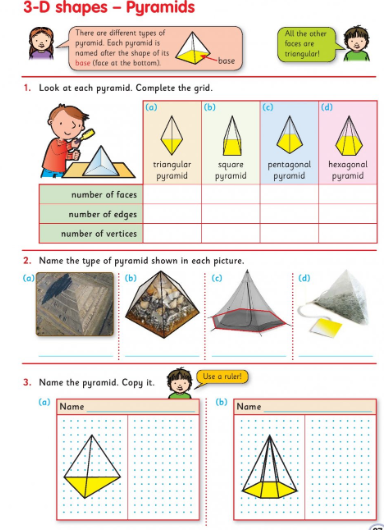 3-D shapes – Pyramids
There are different types of
pyramid. Each pyramid is
named after the shape of its
base (face at the bottom).
base
All the other
faces are
triangular!
1. Look at each pyramid. Complete the grid.
(a) (b) (c) (d)
triangular pyramid
square pyramid
pentagonal pyramid
hexagonal pyramid
number of faces
number of edges
number of vertices
2. Name the type of pyramid shown in each picture.
(a) (b) (c) (d)
3. Name the pyramid. Copy it.
Use a ruler!
(a) Name
(b) Name